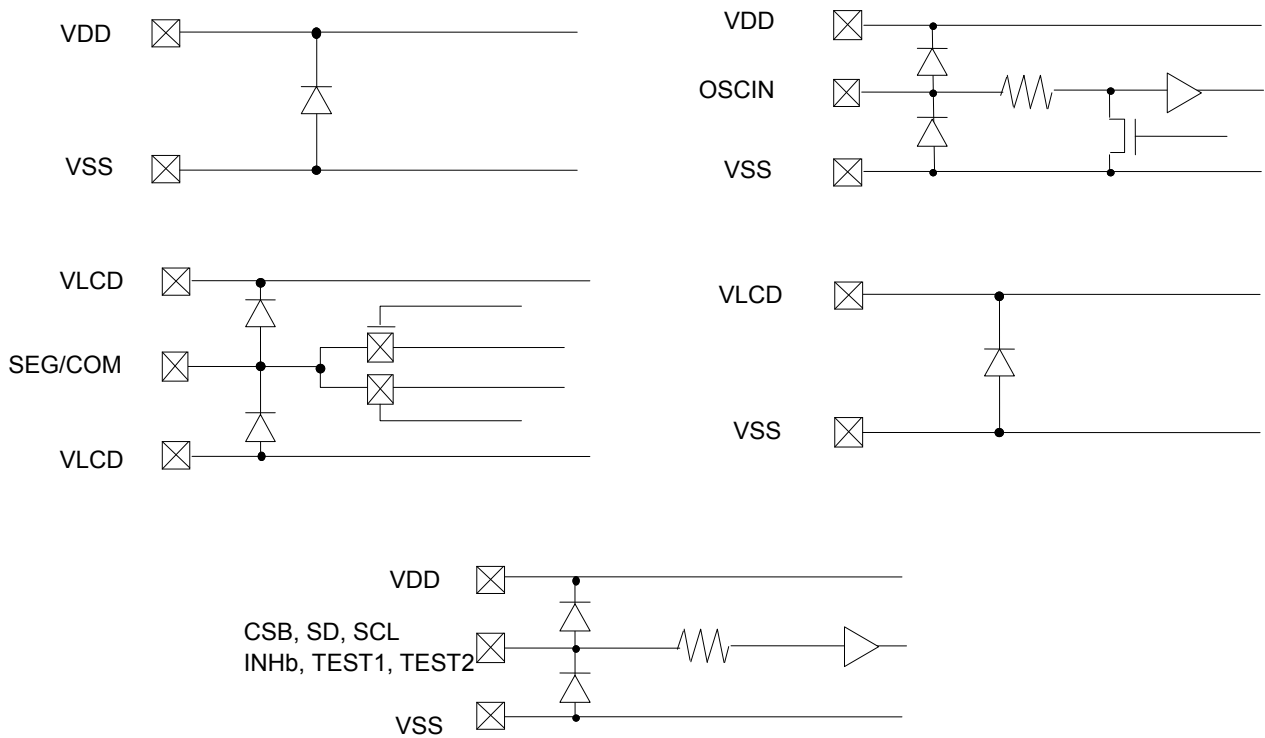 VDD
VSS
VDD
OSCIN
VSS
VLCD
SEG/COM
VLCD
VLCD
VSS
VDD
CSB, SD, SCL
INHb, TEST1, TEST2
VSS